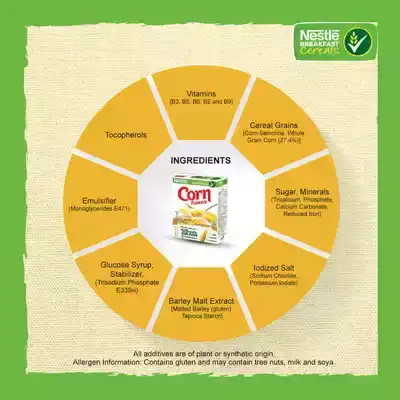 Nestlé
BREAKFAST
Cereals
Vitamins
(B3, B5, B6, B2 and B9)
Cereal Grains
(Corn Semolina, Whole
Grain Corn (27.4%))
Tocopherols
INGREDIENTS
Corn
flakes
Emulsifier
(Monoglycerides E471)
Sugar, Minerals
(Tricalcium, Phosphate,
Calcium Carbonate,
Reduced Iron)
Glucose Syrup,
Stabilizer,
(Trisodium Phosphate
E339iii)
Iodized Salt
(Sodium Chloride,
Potassium Iodate)
Barley Malt Extract
(Malted Barley (gluten)
Tapioca Starch)
All additives are of plant or synthetic origin.
Allergen Information: Contains gluten and may contain tree nuts, milk and soya.